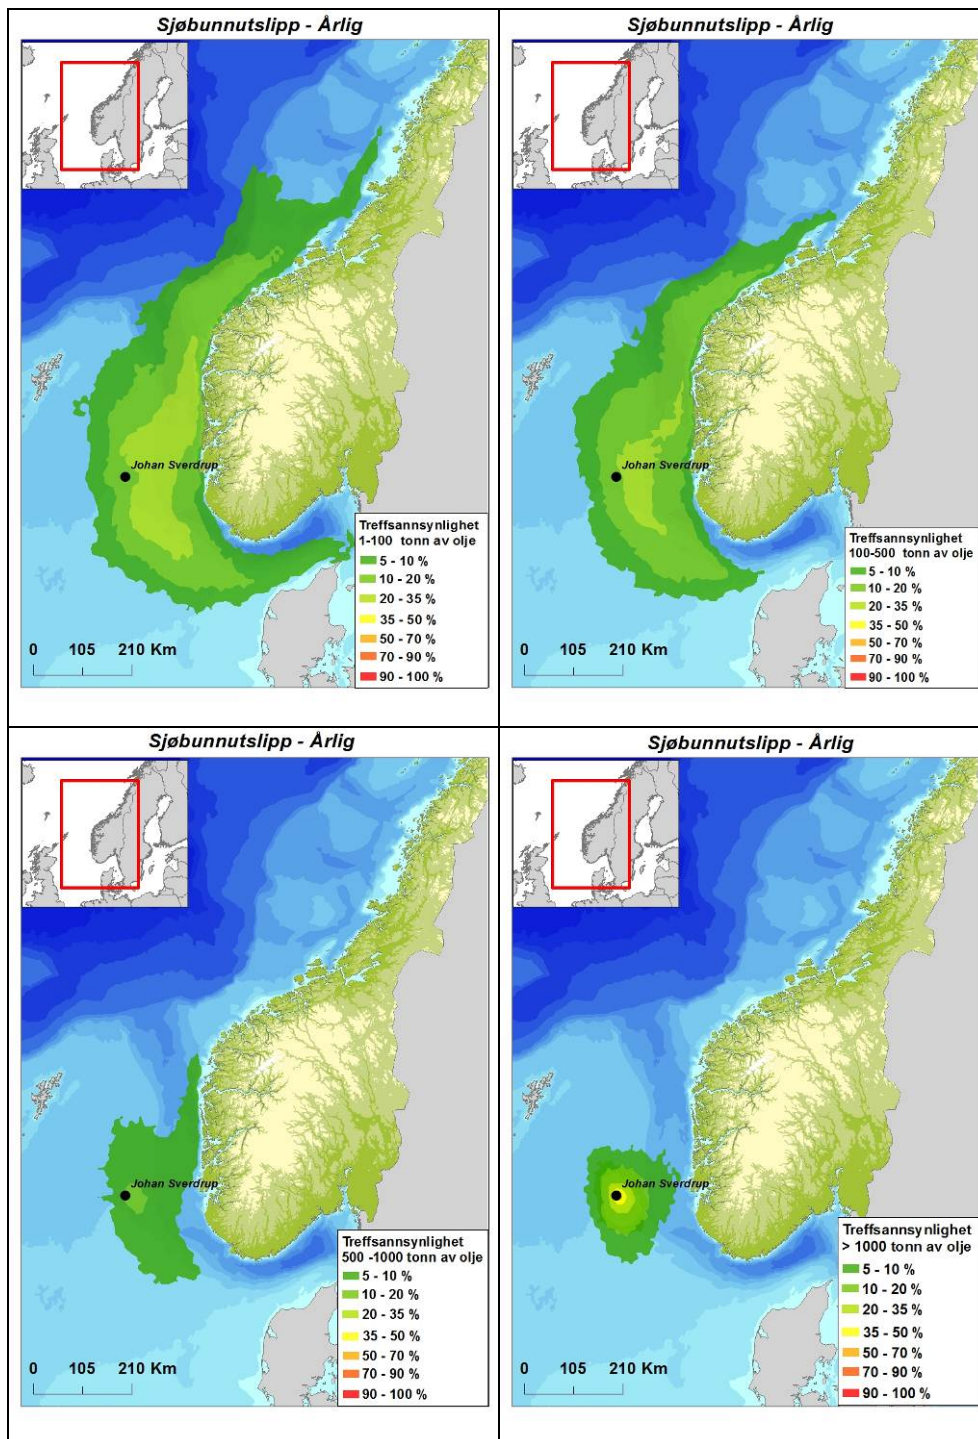 Sjøbunnutslipp - Årlig
Johan Sverdrup
Treffsannsynlighet
1-100 tonn av olje
5 - 10 %
10 - 20 %
20 - 35 %
35 - 50 %
50 - 70 %
70 - 90 %
90 - 100 %
0 105 210 Km
Sjøbunnutslipp - Årlig
Johan Sverdrup
Treffsannsynlighet
100-500 tonn av olje
5 - 10 %
10 - 20 %
20 - 35 %
35 - 50 %
50 - 70 %
70 - 90 %
90 - 100 %
0 105 210 Km
Sjøbunnutslipp - Årlig
Johan Sverdrup
Treffsannsynlighet
500 -1000 tonn av olje
5 - 10 %
10 - 20 %
20 - 35 %
35 - 50 %
50 - 70 %
70 - 90 %
90 - 100 %
0 105 210 Km
Sjøbunnutslipp - Årlig
Johan Sverdrup
Treffsannsynlighet
> 1000 tonn av olje
5 - 10 %
10 - 20 %
20 - 35 %
35 - 50 %
50 - 70 %
70 - 90 %
90 - 100 %
0 105 210 Km